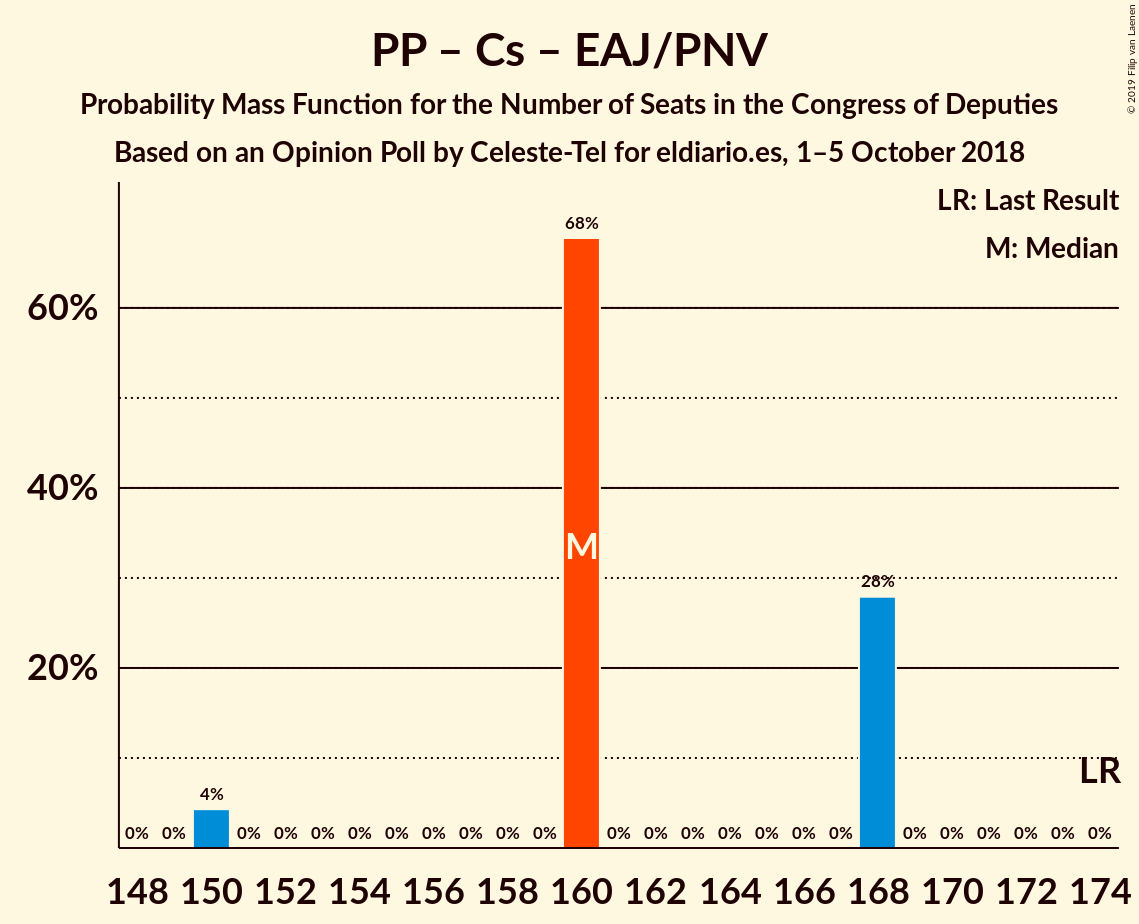 PP – Cs – EAJ/PNV
Probability Mass Function for the Number of Seats in the Congress of Deputies
Based on an Opinion Poll by Celeste-Tel for eldiario.es, 1–5 October 2018
© 2019 Filip van Laenen
LR: Last Result
M: Median
68%
60%
40%
M
28%
20%
LR
4%
0% 0% 0% 0% 0% 0% 0% 0% 0% 0% 0% 0% 0% 0% 0% 0% 0% 0% 0% 0% 0% 0% 0% 0%
148 150 152 154 156 158 160 162 164 166 168 170 172 174